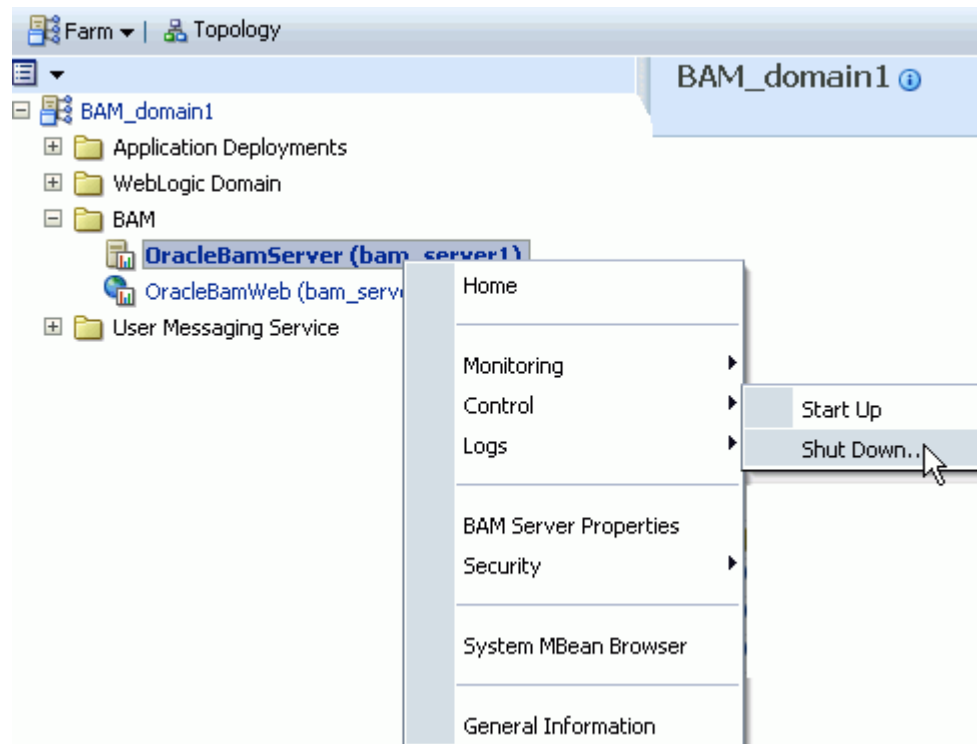 Farm | Topology
BAM_domain1
BAM_domain1
Application Deployments
WebLogic Domain
BAM
OracleBamServer (bam_server1)
OracleBamWeb (bam_serv
User Messaging Service
Home
Monitoring
Control
Logs
BAM Server Properties
Security
System MBean Browser
General Information
Start Up
Shut Down...